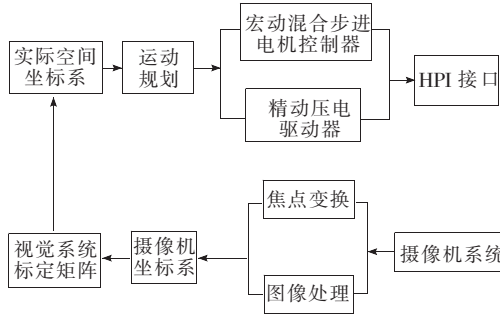 宏动混合步进
电机控制器
实际空间
坐标系
运动
规划
HPI 接口
精动压电
驱动器
焦点变换
视觉系统
标定矩阵
摄像机
坐标系
摄像机系统
图像处理